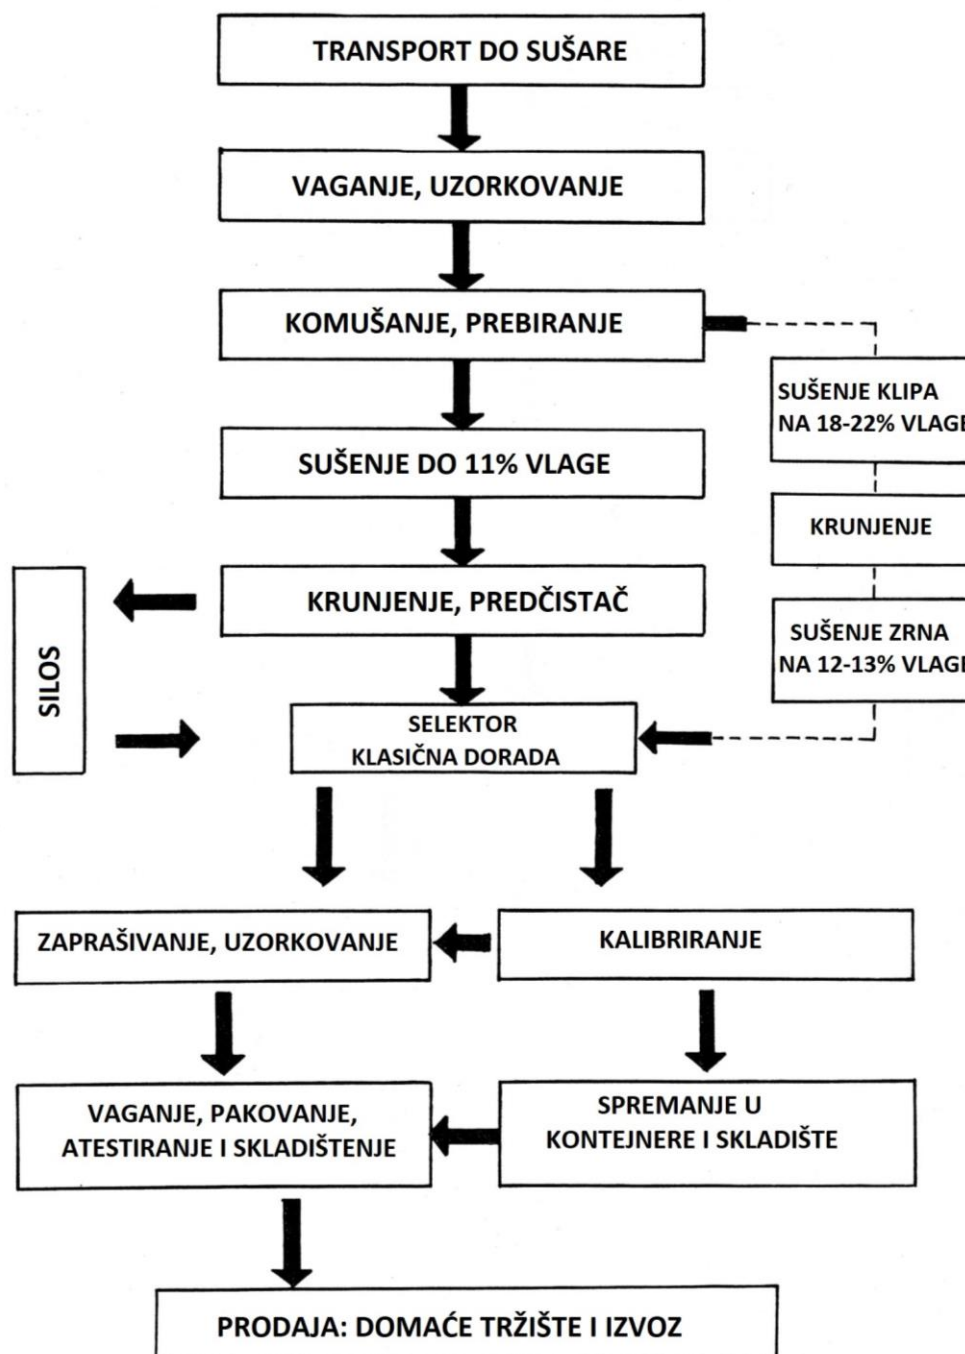 TRANSPORT DO SUŠARE
VAGANJE, UZORKOVANJE
KOMUŠANJE, PREBIRANJE
SUŠENJE KLIPA
NA 18-22% VLAGE
SUŠENJE DO 11% VLAGE
KRUNJENJE
KRUNJENJE, PREDČISTAČ
SUŠENJE ZRNA
NA 12-13% VLAGE
SILOS
SELEKTOR
KLASIČNA DORADA
ZAPRAŠIVANJE, UZORKOVANJE
KALIBRIRANJE
VAGANJE, PAKOVANJE,
ATESTIRANJE I SKLADIŠTENJE
SPREMANJE U
KONTEJNERE I SKLADIŠTE
PRODAJA: DOMAĆE TRŽIŠTE I IZVOZ